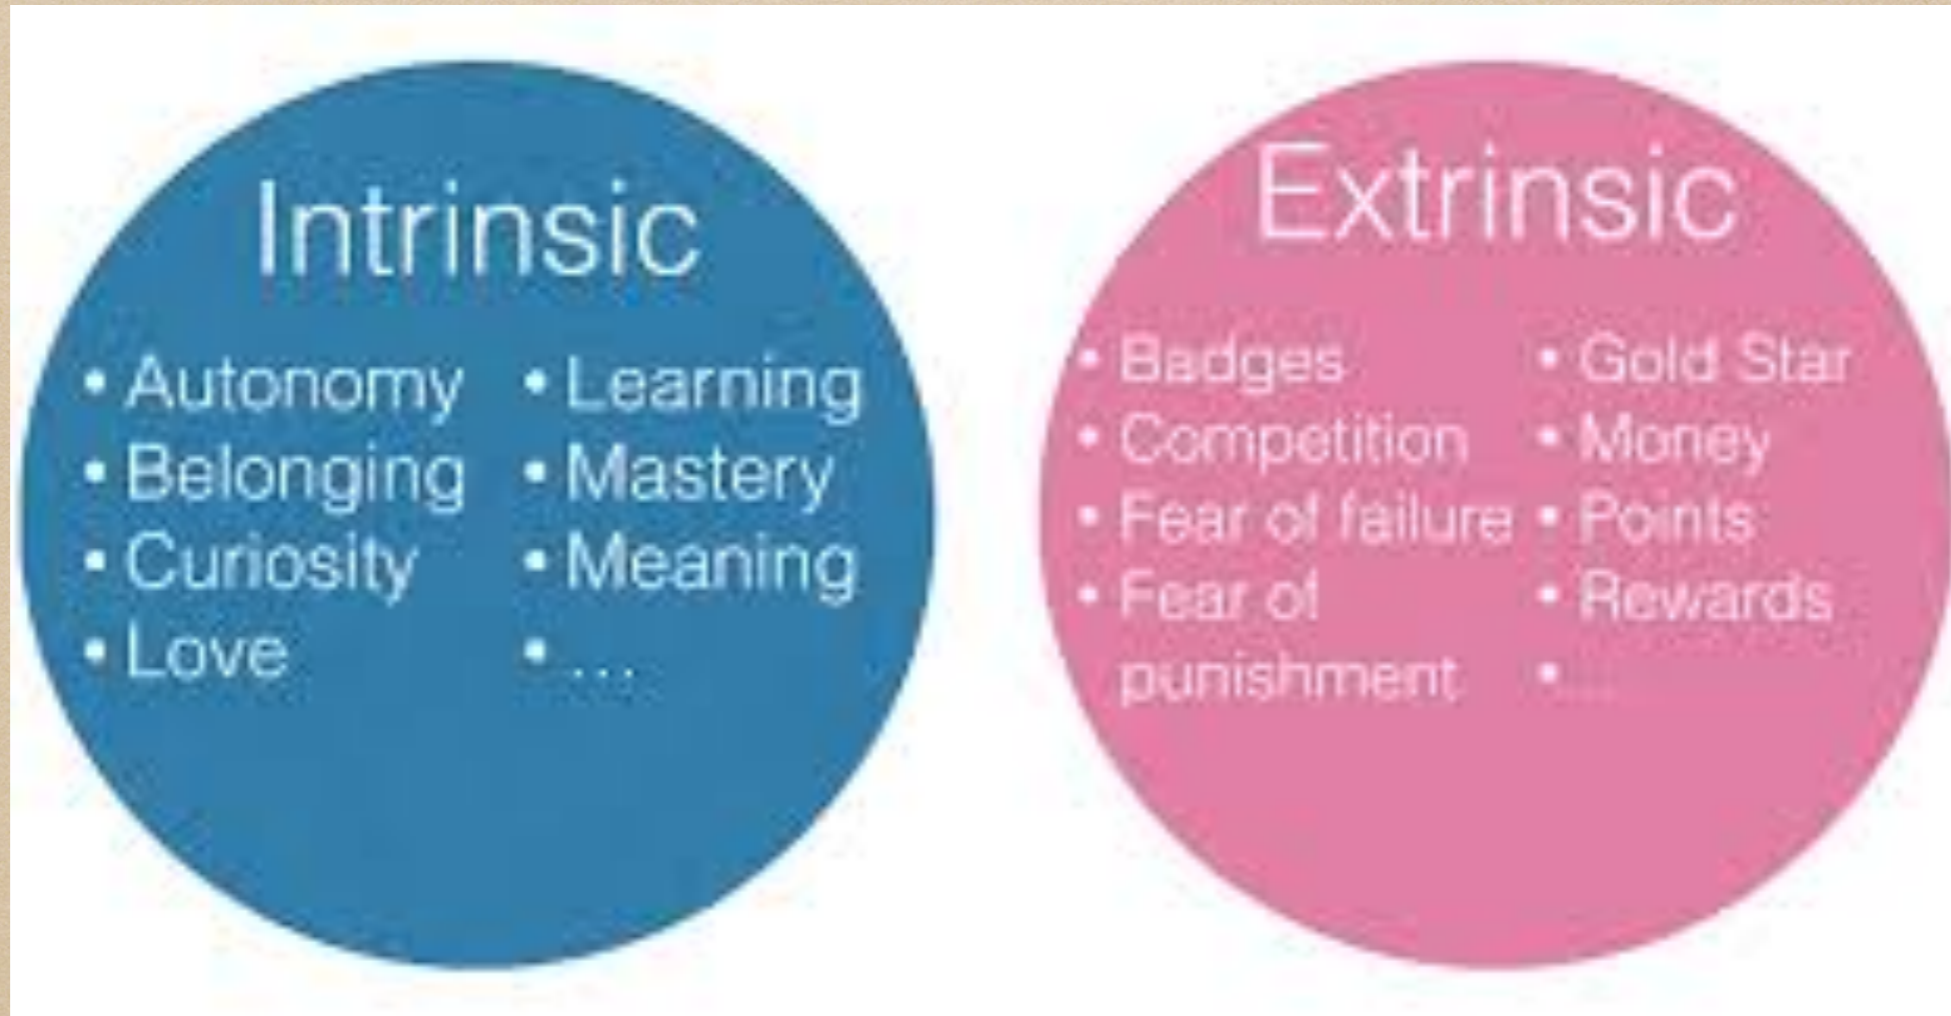 Intrinsic
• Autonomy
• Belonging
• Curiosity
• Love
• Learning
• Mastery
• Meaning
• ...
Extrinsic
• Badges
• Competition
• Fear of failure
• Fear of
punishment
• Gold Star
• Money
• Points
• Rewards
• ...